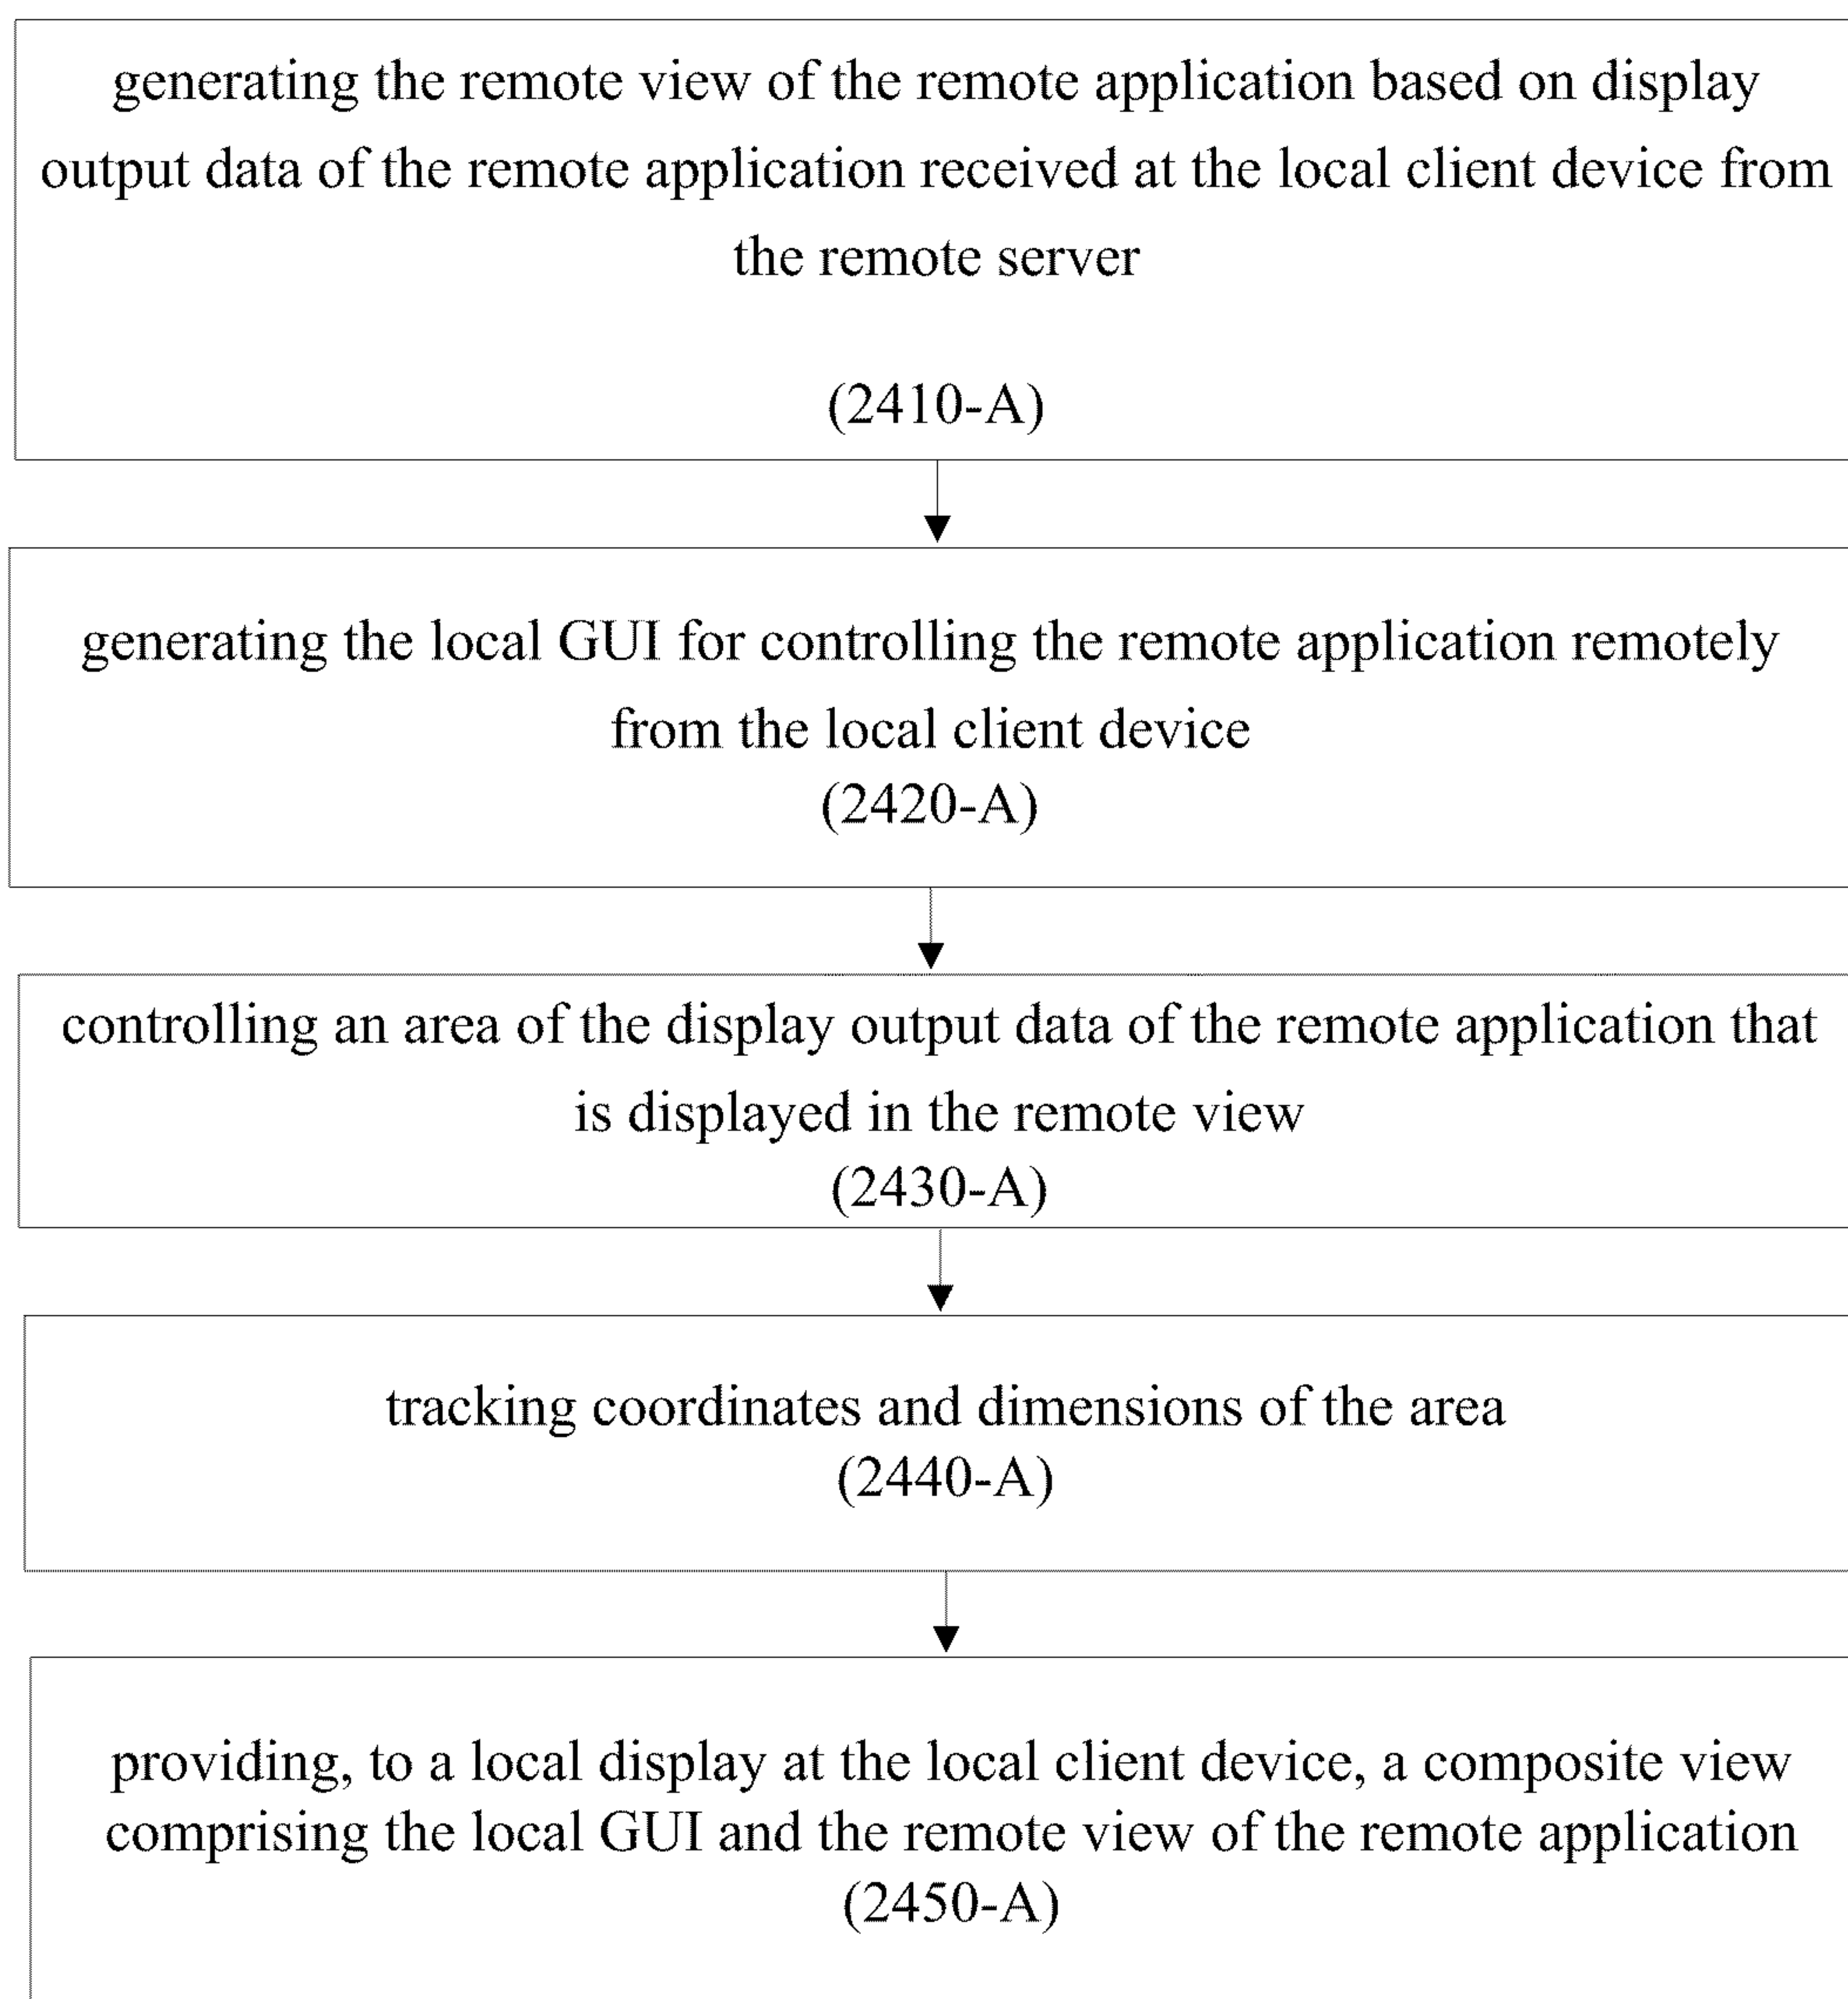 generating the remote view of the remote application based on display
output data of the remote application received at the local client device from
the remote server
(2410-A)
generating the local GUI for controlling the remote application remotely
from the local client device
(2420-A)
controlling an area of the display output data of the remote application that
is displayed in the remote view
(2430-A)
tracking coordinates and dimensions of the area
(2440-A)
providing, to a local display at the local client device, a composite view
comprising the local GUI and the remote view of the remote application
(2450-A)